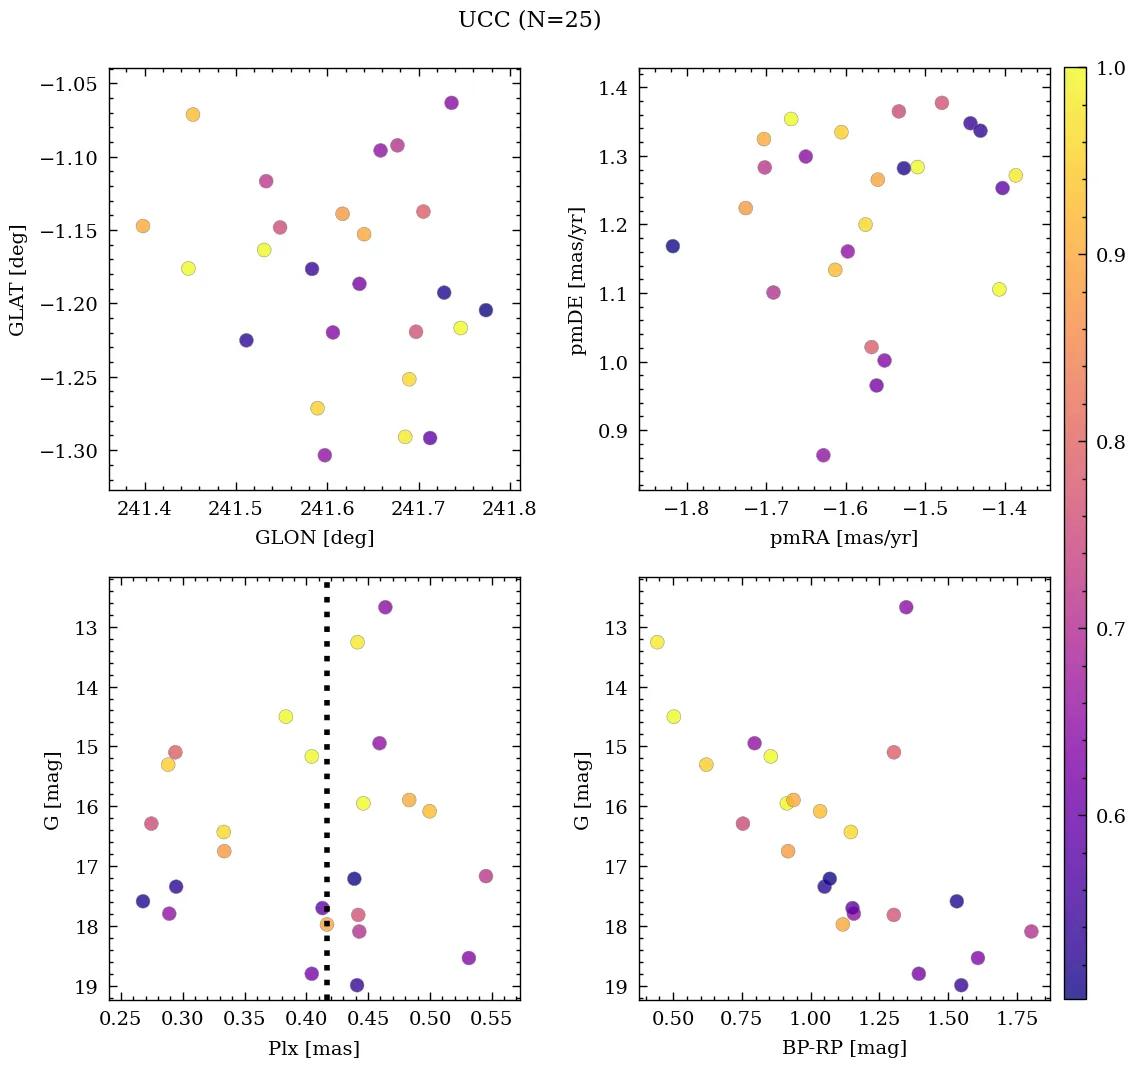 UCC (N=25)
−1.05
−1.10
−1.15
−1.20
−1.25
−1.30
GLAT [deg]
241.4 241.5 241.6 241.7 241.8
GLON [deg]
1.4
1.3
1.2
1.1
1.0
0.9
pmDE [mas/yr]
−1.8 −1.7 −1.6 −1.5 −1.4
pmRA [mas/yr]
13
14
15
16
17
18
19
G [mag]
0.25 0.30 0.35 0.40 0.45 0.50 0.55
Plx [mas]
13
14
15
16
17
18
19
G [mag]
0.50 0.75 1.00 1.25 1.50 1.75
BP-RP [mag]
1.0
0.9
0.8
0.7
0.6